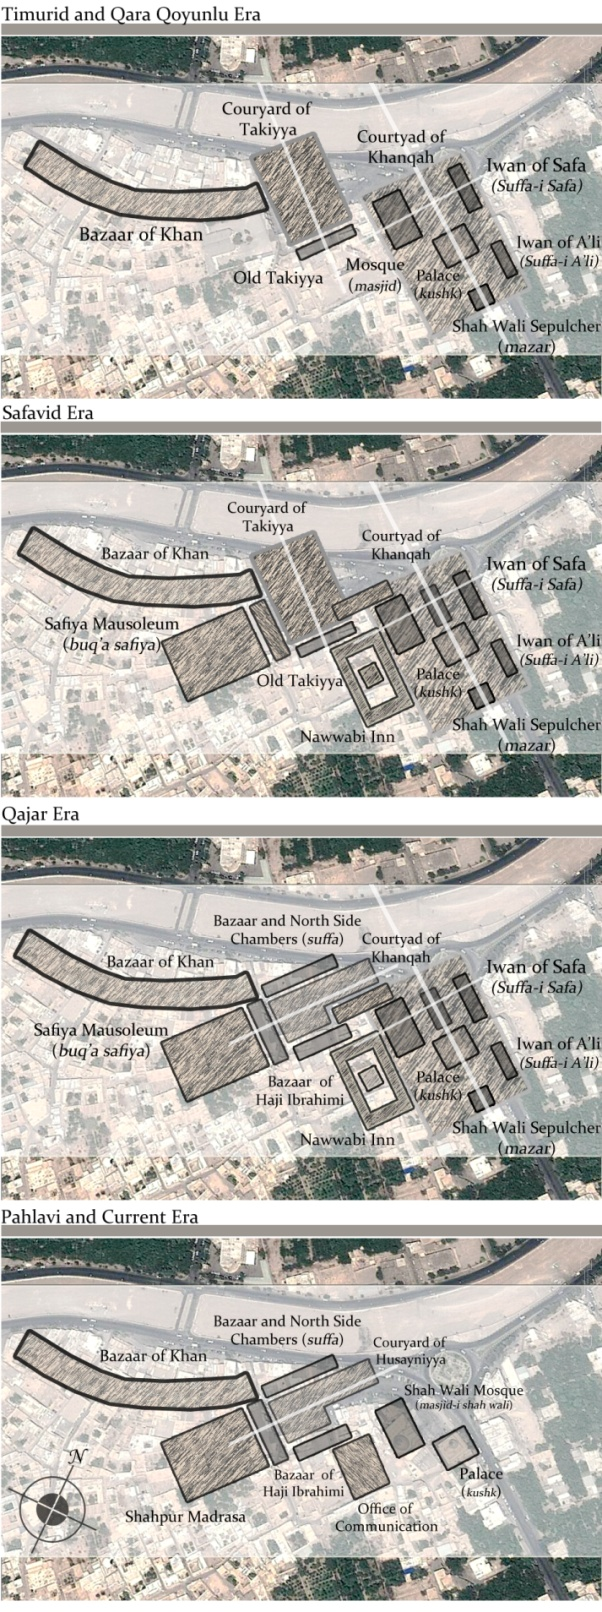 Timurid and Qara Qoyunlu Era
Couryard of
Takiyya
Courtyad of
Khanqah
Iwan of Safa
(Suffa-i Safa)
Bazaar of Khan
Iwan of A'li
(Suffa-i A'li)
Old Takiyya
Mosque
(masjid)
Palace
(kushk)
Shah Wali Sepulcher
(mazar)
Safavid Era
Couryard of
Takiyya
Courtyad of
Khanqah
Bazaar of Khan
Iwan of Safa
(Suffa-i Safa)
Safiya Mausoleum
(buq'a safiya)
Iwan of A'li
(Suffa-i A'li)
Old Takiyya
Palace
(kushk)
Nawwabi Inn
Shah Wali Sepulcher
(mazar)
Qajar Era
Bazaar and North Side
Chambers (suffa)
Courtyad of
Khanqah
Bazaar of Khan
Iwan of Safa
(Suffa-i Safa)
Safiya Mausoleum
(buq'a safiya)
Iwan of A'li
(Suffa-i A'li)
Bazaar of
Haji Ibrahimi
Palace
(kushk)
Nawwabi Inn
Shah Wali Sepulcher
(mazar)
Pahlavi and Current Era
Bazaar and North Side
Chambers (suffa)
Couryard of
Husayniyya
Bazaar of Khan
Shah Wali Mosque
(masjid-i shah wali)
N
Bazaar of
Haji Ibrahimi
Palace
(kushk)
Shahpur Madrasa
Office of
Communication